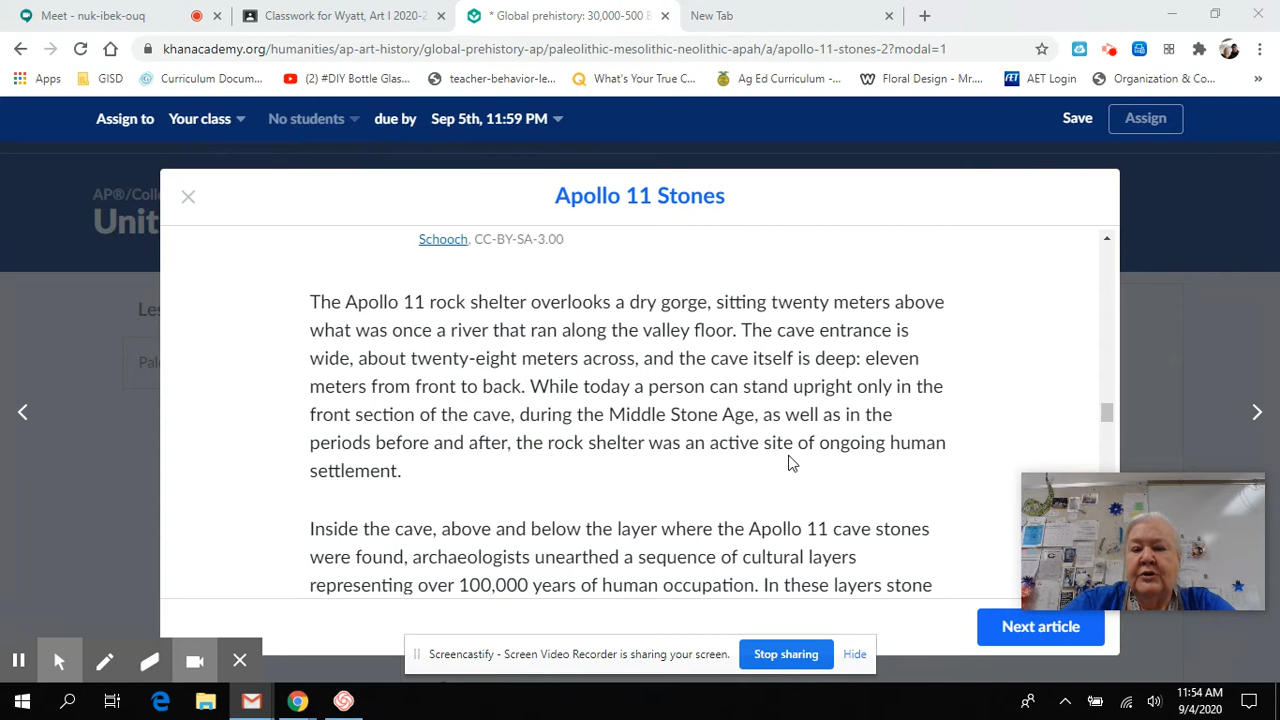 Meet - nuk-ibek-ouq
Classwork for Wyatt, Art I 2020-2
* Global prehistory: 30,000-500 B
New Tab
khanacademy.org/humanities/ap-art-history/global-prehistory-ap/paleolithic-mesolithic-neolithic-apah/a/apollo-11-stones-2?modal=1
Apps
GISD
Curriculum Docum...
(2) #DIY Bottle Glas...
teacher-behavior-le...
What's Your True C...
Ag Ed Curriculum -...
Floral Design - Mr....
AET Login
Organization & Co...
»
Assign to Your class No students due by Sep 5th, 11:59 PM Save Assign
AP®/Colle
Unit
Les
Pale
Apollo 11 Stones
Schooch, CC-BY-SA-3.00
The Apollo 11 rock shelter overlooks a dry gorge, sitting twenty meters above
what was once a river that ran along the valley floor. The cave entrance is
wide, about twenty-eight meters across, and the cave itself is deep: eleven
meters from front to back. While today a person can stand upright only in the
front section of the cave, during the Middle Stone Age, as well as in the
periods before and after, the rock shelter was an active site of ongoing human
settlement.
Inside the cave, above and below the layer where the Apollo 11 cave stones
were found, archaeologists unearthed a sequence of cultural layers
representing over 100,000 years of human occupation. In these layers stone
Next article
Screencastify - Screen Video Recorder is sharing your screen.
Stop sharing
Hide
11:54 AM
9/4/2020